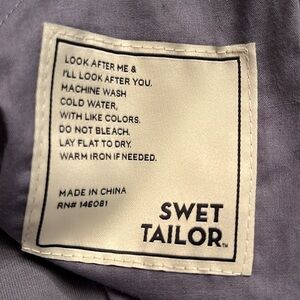 LOOK AFTER ME &
I'LL LOOK AFTER YOU.
MACHINE WASH
COLD WATER,
WITH LIKE COLORS.
DO NOT BLEACH.
LAY FLAT TO DRY.
WARM IRON IF NEEDED.
MADE IN CHINA
RN# 146081
SWET
TAILOR™